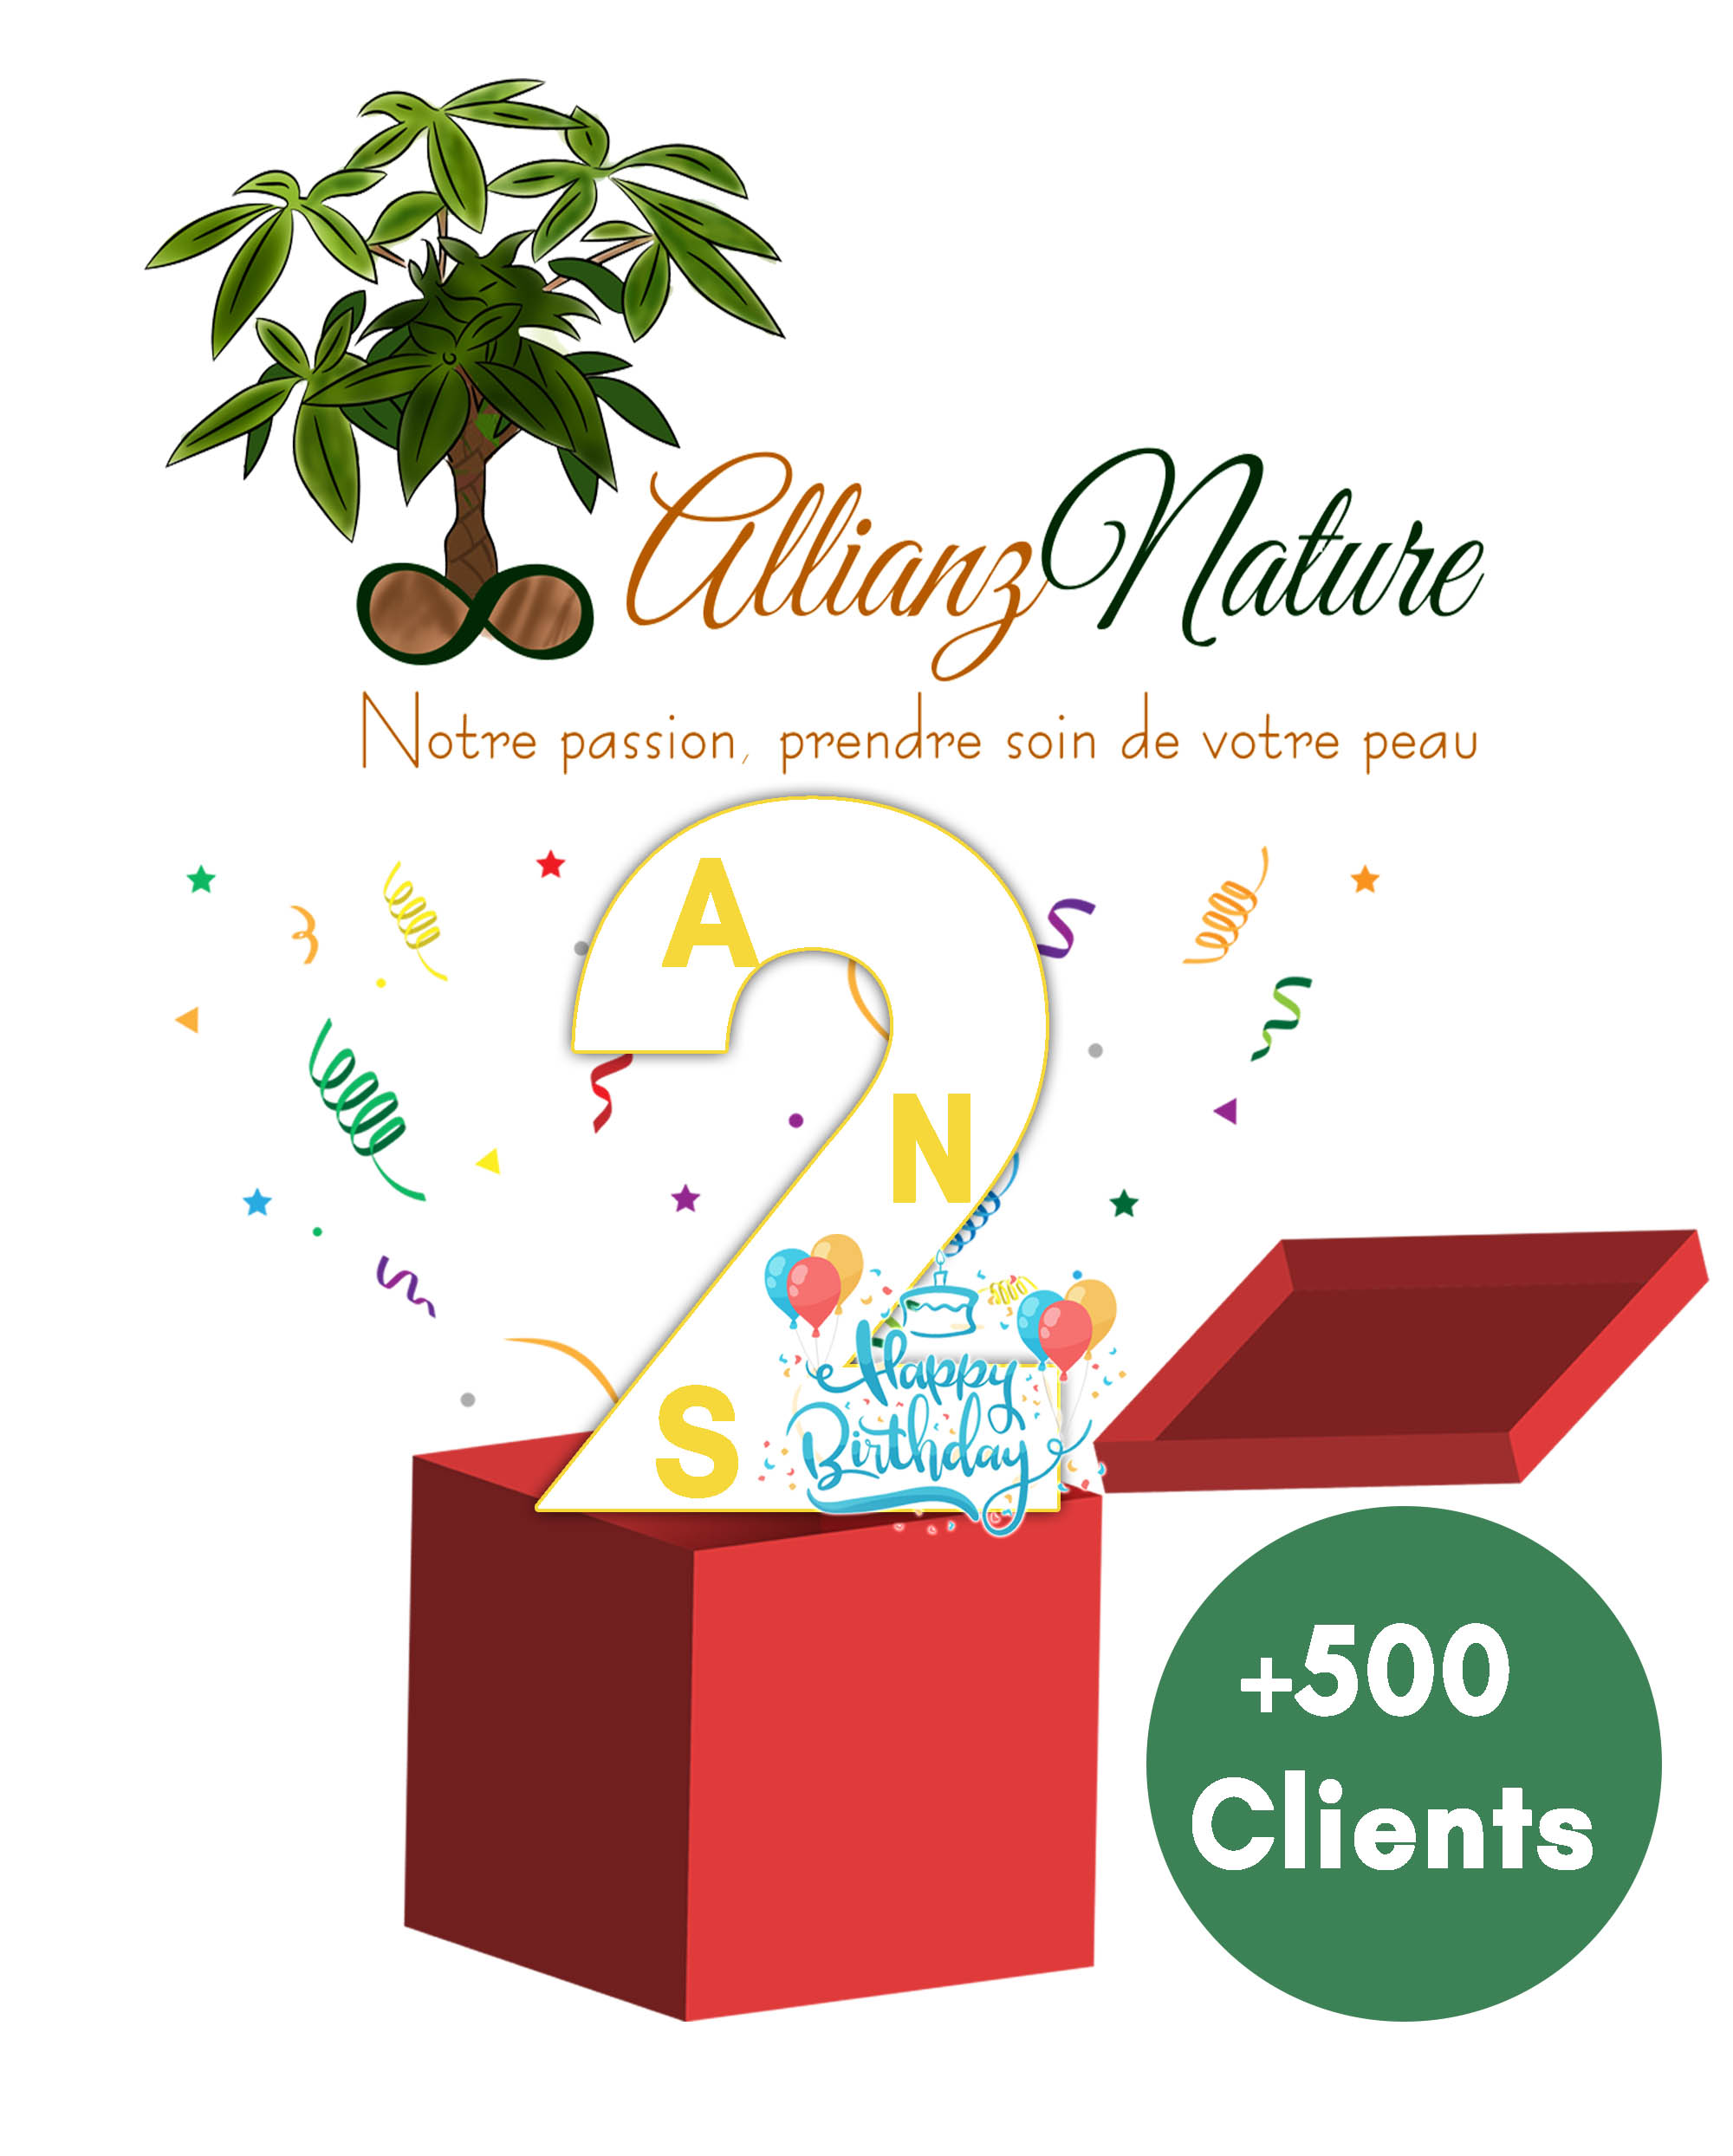 AllianzNature
Notre passion, prendre soin de votre peau
2
A
N
S
Happy
Birthday
+500
Clients